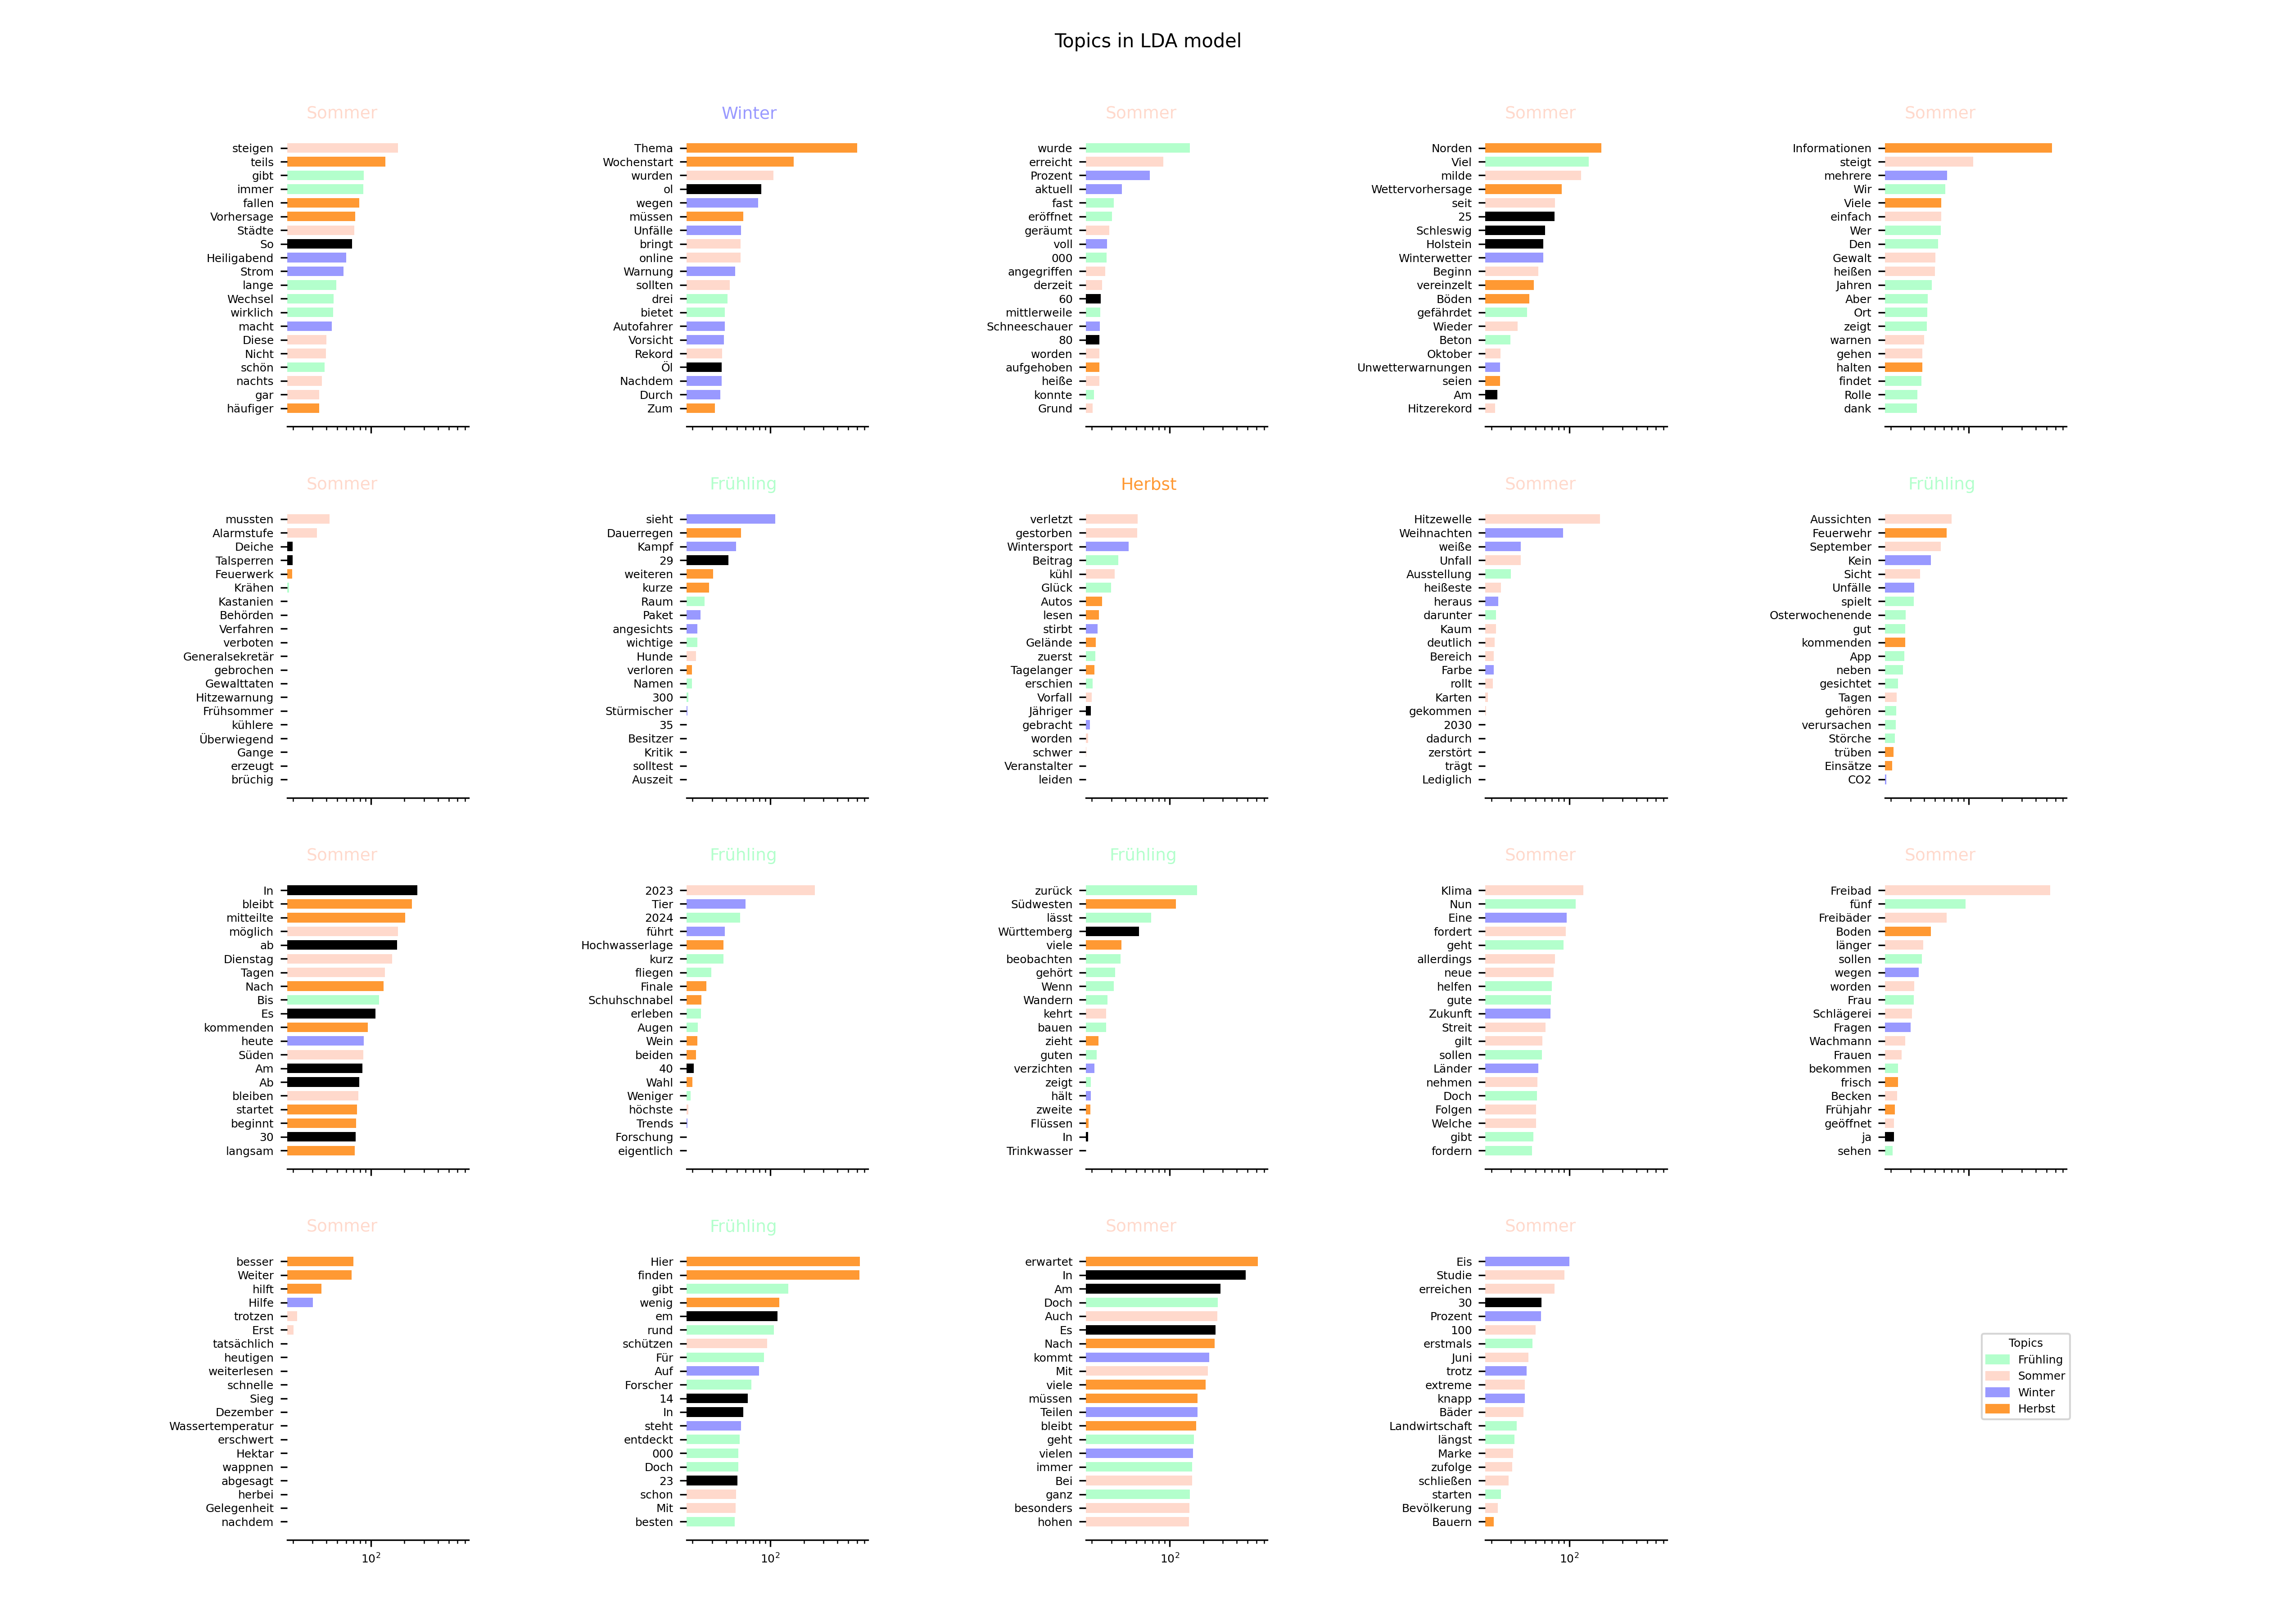 Topics in LDA model
Sommer
steigen
teils
gibt
immer
fallen
Vorhersage
Städte
So
Heiligabend
Strom
lange
Wechsel
wirklich
macht
Diese
Nicht
schön
nachts
gar
häufiger
Winter
Thema
Wochenstart
wurden
ol
wegen
müssen
Unfälle
bringt
online
Warnung
sollten
drei
bietet
Autofahrer
Vorsicht
Rekord
Öl
Nachdem
Durch
Zum
Sommer
wurde
erreicht
Prozent
aktuell
fast
eröffnet
geräumt
voll
000
angegriffen
derzeit
60
mittlerweile
Schneeschauer
80
worden
aufgehoben
heiße
konnte
Grund
Sommer
Norden
Viel
milde
Wettervorhersage
seit
25
Schleswig
Holstein
Winterwetter
Beginn
vereinzelt
Böden
gefährdet
Wieder
Beton
Oktober
Unwetterwarnungen
seien
Am
Hitzerekord
Sommer
Informationen
steigt
mehrere
Wir
Viele
einfach
Wer
Den
Gewalt
heißen
Jahren
Aber
Ort
zeigt
warnen
gehen
halten
findet
Rolle
dank
Sommer
mussten
Alarmstufe
Deiche
Talsperren
Feuerwerk
Krähen
Kastanien
Behörden
Verfahren
verboten
Generalsekretär
gebrochen
Gewalttaten
Hitzewarnung
Frühsommer
kühlere
Überwiegend
Gange
erzeugt
brüchig
Frühling
sieht
Dauerregen
Kampf
29
weiteren
kurze
Raum
Paket
angesichts
wichtige
Hunde
verloren
Namen
300
Stürmischer
35
Besitzer
Kritik
solltest
Auszeit
Herbst
verletzt
gestorben
Wintersport
Beitrag
kühl
Glück
Autos
lesen
stirbt
Gelände
zuerst
Tagelanger
erschien
Vorfall
Jähriger
gebracht
worden
schwer
Veranstalter
leiden
Sommer
Hitzewelle
Weihnachten
weiße
Unfall
Ausstellung
heißeste
heraus
darunter
Kaum
deutlich
Bereich
Farbe
rollt
Karten
gekommen
2030
dadurch
zerstört
trägt
Lediglich
Frühling
Aussichten
Feuerwehr
September
Kein
Sicht
Unfälle
spielt
Osterwochenende
gut
kommenden
App
neben
gesichtet
Tagen
gehören
verursachen
Störche
trüben
Einsätze
CO2
Sommer
In
bleibt
mitteilte
möglich
ab
Dienstag
Tagen
Nach
Bis
Es
kommenden
heute
Süden
Am
Ab
bleiben
startet
beginnt
30
langsam
Frühling
2023
Tier
2024
führt
Hochwasserlage
kurz
fliegen
Finale
Schuhschnabel
erleben
Augen
Wein
beiden
40
Wahl
Weniger
höchste
Trends
Forschung
eigentlich
Frühling
zurück
Südwesten
lässt
Württemberg
viele
beobachten
gehört
Wenn
Wandern
kehrt
bauen
zieht
guten
verzichten
zeigt
hält
zweite
Flüssen
In
Trinkwasser
Sommer
Klima
Nun
Eine
fordert
geht
allerdings
neue
helfen
gute
Zukunft
Streit
gilt
sollen
Länder
nehmen
Doch
Folgen
Welche
gibt
fordern
Sommer
Freibad
fünf
Freibäder
Boden
länger
sollen
wegen
worden
Frau
Schlägerei
Fragen
Wachmann
Frauen
bekommen
frisch
Becken
Frühjahr
geöffnet
ja
sehen
Sommer
besser
Weiter
hilft
Hilfe
trotzen
Erst
tatsächlich
heutigen
weiterlesen
schnelle
Sieg
Dezember
Wassertemperatur
erschwert
Hektar
wappnen
abgesagt
herbei
Gelegenheit
nachdem
10²
Frühling
Hier
finden
gibt
wenig
em
rund
schützen
Für
Auf
Forscher
14
In
steht
entdeckt
000
Doch
23
schon
Mit
besten
10²
Sommer
erwartet
In
Am
Doch
Auch
Es
Nach
kommt
Mit
viele
müssen
Teilen
bleibt
geht
vielen
immer
Bei
ganz
besonders
hohen
10²
Sommer
Eis
Studie
erreichen
30
Prozent
100
erstmals
Juni
trotz
extreme
knapp
Bäder
Landwirtschaft
längst
Marke
zufolge
schließen
starten
Bevölkerung
Bauern
10²
Topics
Frühling
Sommer
Winter
Herbst